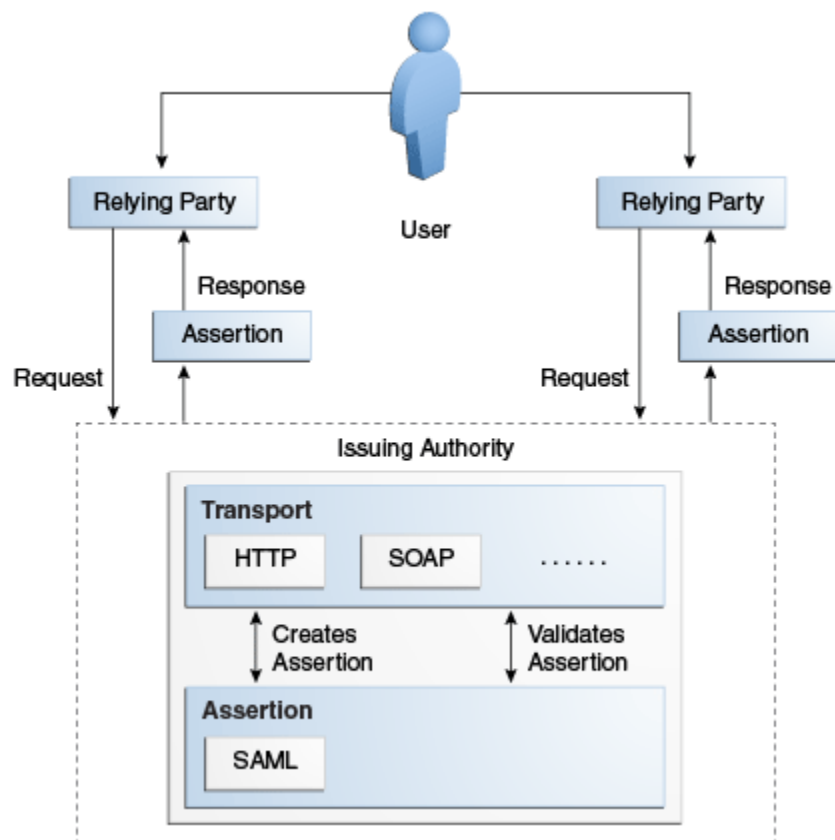 Relying Party
Relying Party
User
Response
Response
Assertion
Assertion
Request
Request
Issuing Authority
Transport
HTTP
SOAP
......
Creates
Assertion
Validates
Assertion
Assertion
SAML